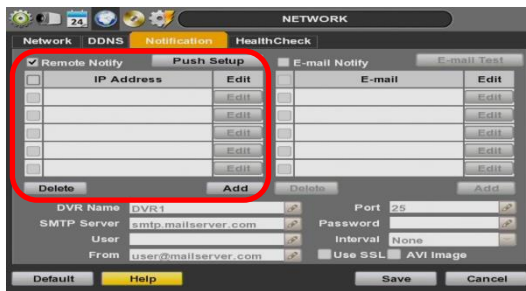 24
NETWORK
Network DDNS Notification HealthCheck
Remote Notify Push Setup E-mail Notify E-mail Test
IP Address Edit E-mail Edit
Edit Edit
Edit Edit
Edit Edit
Edit Edit
Edit Edit
Delete Add Delete Add
DVR Name DVR1 Port 25
SMTP Server smtp.mailserver.com Password
User Interval None
From user@mailserver.com Use SSL AVI Image
Default Help Save Cancel